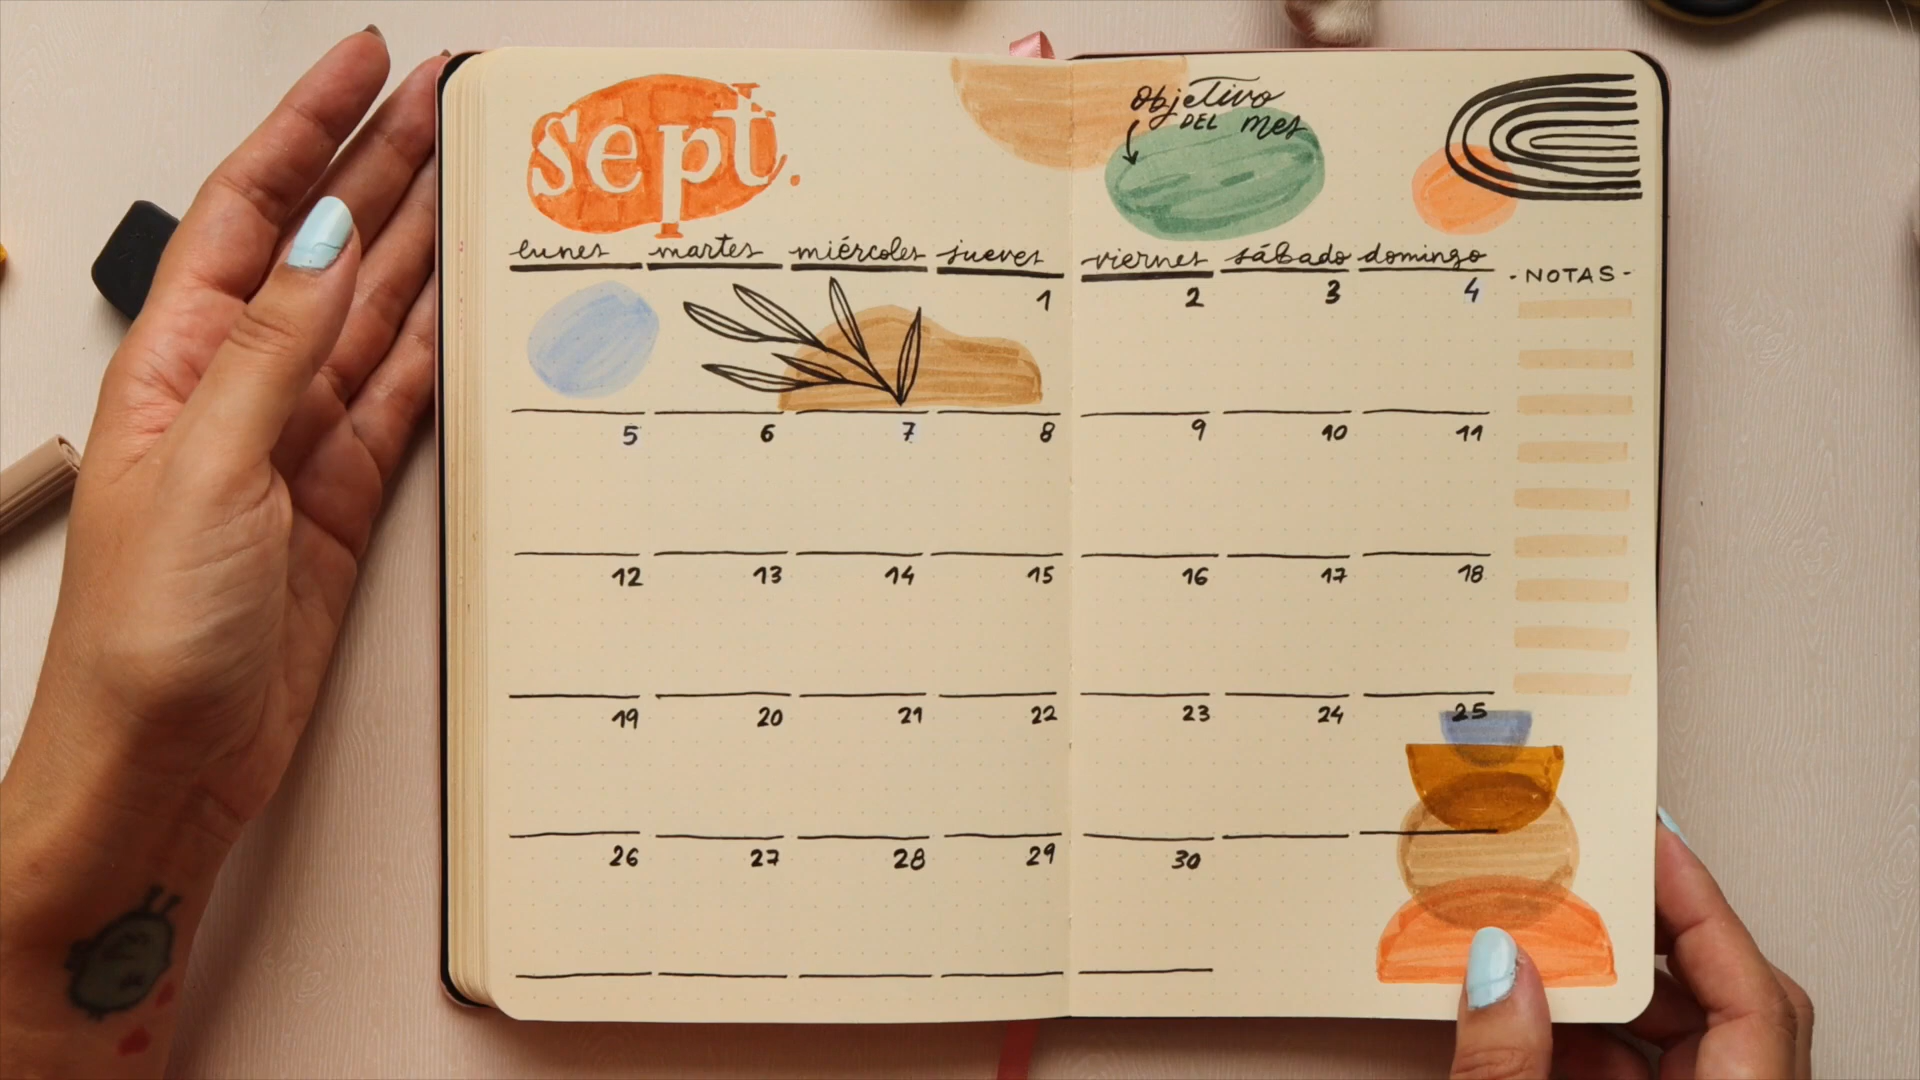 sept.
Objetivo
DEL mes
lunes martes miércoles jueves viernes sábado domingo
- NOTAS -
1 2 3 4
5 6 7 8 9 10 11
12 13 14 15 16 17 18
19 20 21 22 23 24 25
26 27 28 29 30